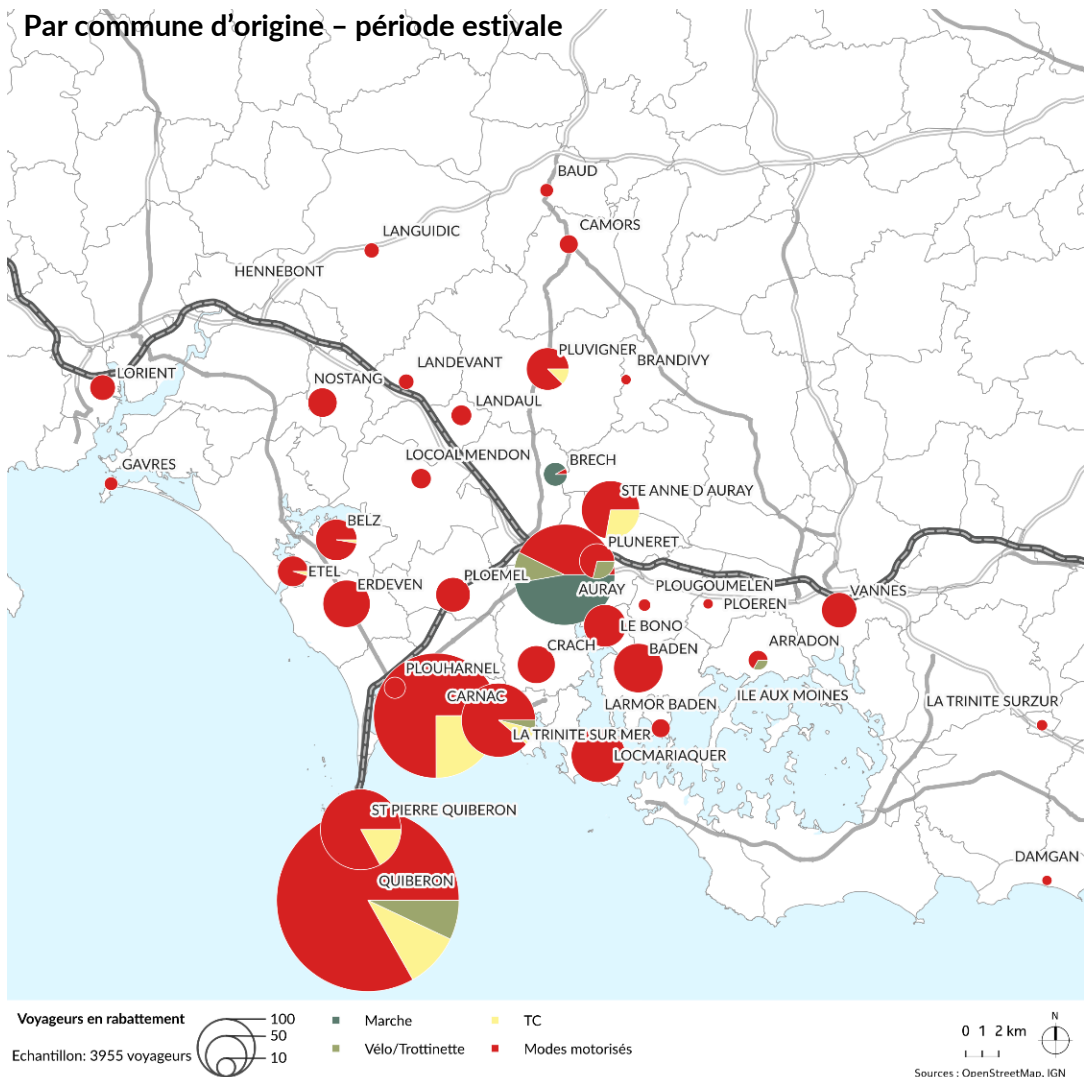 Par commune d'origine – période estivale
BAUD
CAMORS
LANGUIDIC
HENNEBONT
PLUVIGNER
BRANDIVY
LANDEVANT
LORIENT
NOSTANG
LANDAUL
LOCOAL MENDON
BRECH
GAVRES
STE ANNE D AURAY
BELZ
PLUNERET
ETEL
PLOEMEL
ERDEVEN
AURAY
PLOUGOUMELEN
PLOEREN
VANNES
LE BONO
ARRADON
CRACH
BADEN
PLOUHARNEL
CARNAC
ILE AUX MOINES
LARMOR BADEN
LA TRINITE SURZUR
LA TRINITE SUR MER
LOCMARIAQUER
ST PIERRE QUIBERON
DAMGAN
QUIBERON
Voyageurs en rabattement
Echantillon: 3955 voyageurs
100
50
10
Marche
TC
Vélo/Trottinette
Modes motorisés
0 1 2 km
N
Sources : OpenStreetMap, IGN